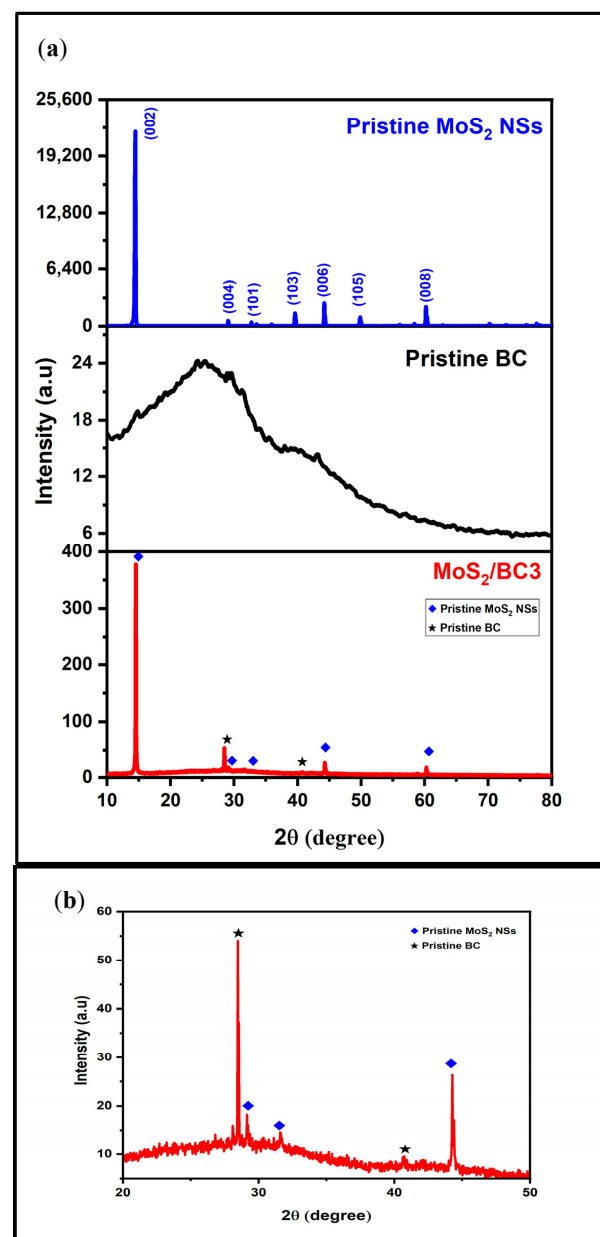 (a)
25,600
19,200
12,800
6,400
0
(002)
(004)
(101)
(103)
(006)
(105)
(008)
Pristine MoS₂ NSs
24
18
12
6
Pristine BC
Intensity (a.u)
400
300
200
100
0
MoS₂/BC3
Pristine MoS₂ NSs
Pristine BC
10 20 30 40 50 60 70 80
2θ (degree)
(b)
60
50
40
30
20
10
Intensity (a.u)
Pristine MoS₂ NSs
Pristine BC
20 30 40 50
2θ (degree)